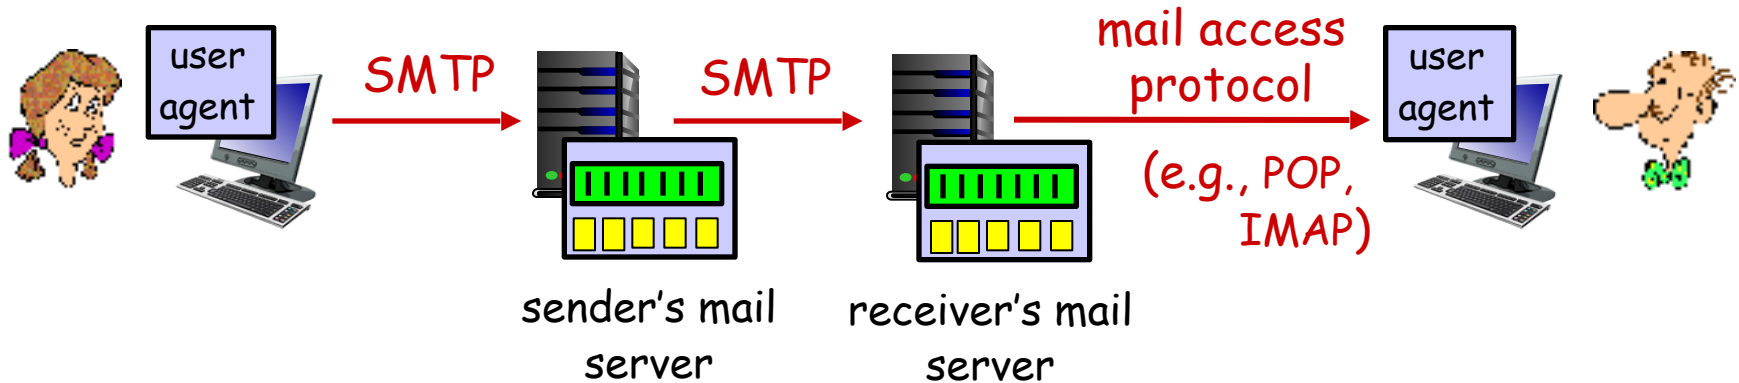 user
agent
SMTP
SMTP
mail access
protocol
(e.g., POP,
IMAP)
user
agent
sender's mail
server
receiver's mail
server